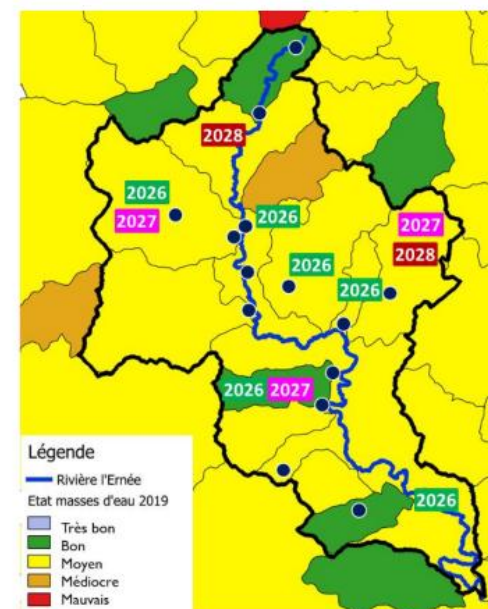 2028
2026
2027
2026
2027
2028
2026
2026
2026 2027
2026
Légende
Rivière l'Ernée
Etat masses d'eau 2019
Très bon
Bon
Moyen
Médiocre
Mauvais